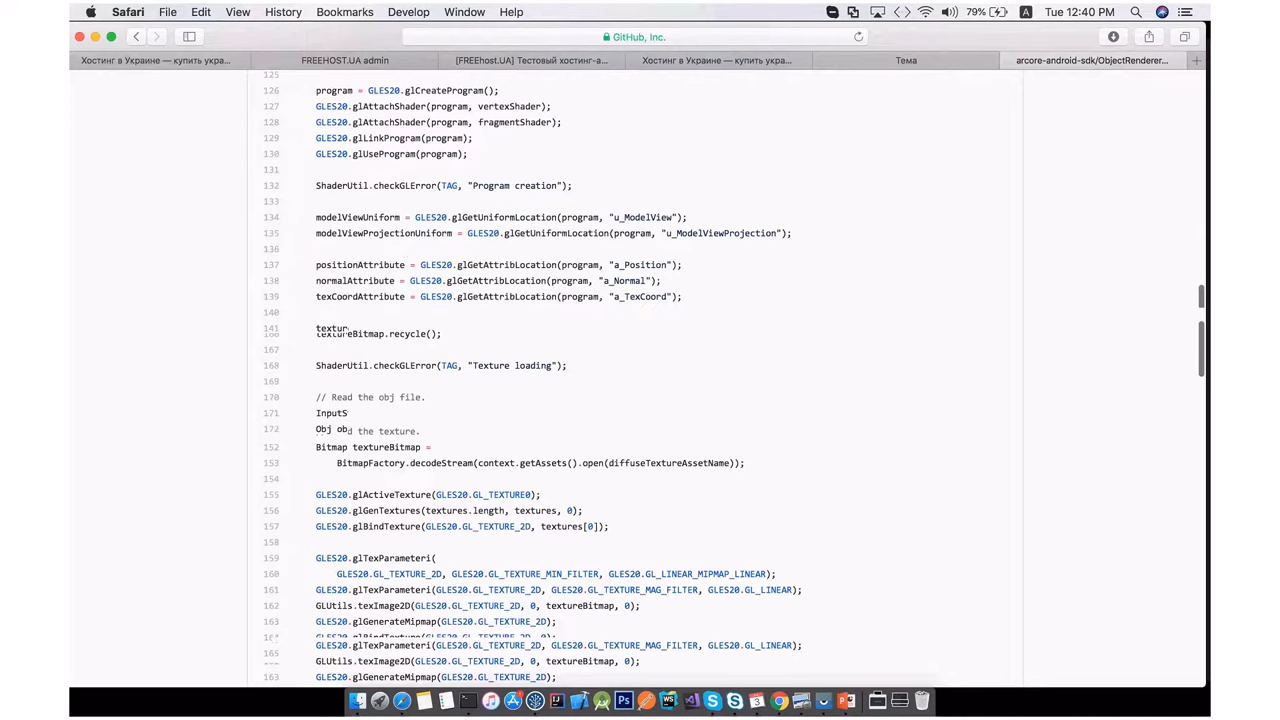 Safari File Edit View History Bookmarks Develop Window Help 79% A Tue 12:40 PM
GitHub, Inc.
Хостинг в Украине — купить укра...
FREEHOST.UA admin
[FREEhost.UA] Тестовый хостинг-а...
Хостинг в Украине — купить укра...
Тема
arcore-android-sdk/ObjectRenderer...
125
126 program = GLES20.glCreateProgram();
127 GLES20.glAttachShader(program, vertexShader);
128 GLES20.glAttachShader(program, fragmentShader);
129 GLES20.glLinkProgram(program);
130 GLES20.glUseProgram(program);
131
132 ShaderUtil.checkGLError(TAG, "Program creation");
133
134 modelViewUniform = GLES20.glGetUniformLocation(program, "u_ModelView");
135 modelViewProjectionUniform = GLES20.glGetUniformLocation(program, "u_ModelViewProjection");
136
137 positionAttribute = GLES20.glGetAttribLocation(program, "a_Position");
138 normalAttribute = GLES20.glGetAttribLocation(program, "a_Normal");
139 texCoordAttribute = GLES20.glGetAttribLocation(program, "a_TexCoord");
140
141 textur
textureBitmap.recycle();
167
168 ShaderUtil.checkGLError(TAG, "Texture loading");
169
170 // Read the obj file.
171 InputS
172 Obj ob
d the texture.
152 Bitmap textureBitmap =
153 BitmapFactory.decodeStream(context.getAssets().open(diffuseTextureAssetName));
154
155 GLES20.glActiveTexture(GLES20.GL_TEXTURE0);
156 GLES20.glGenTextures(textures.length, textures, 0);
157 GLES20.glBindTexture(GLES20.GL_TEXTURE_2D, textures[0]);
158
159 GLES20.glTexParameteri(
160 GLES20.GL_TEXTURE_2D, GLES20.GL_TEXTURE_MIN_FILTER, GLES20.GL_LINEAR_MIPMAP_LINEAR);
161 GLES20.glTexParameteri(GLES20.GL_TEXTURE_2D, GLES20.GL_TEXTURE_MAG_FILTER, GLES20.GL_LINEAR);
162 GLUtils.texImage2D(GLES20.GL_TEXTURE_2D, 0, textureBitmap, 0);
163 GLES20.glGenerateMipmap(GLES20.GL_TEXTURE_2D);
GLES20.glTexParameteri(GLES20.GL_TEXTURE_2D, GLES20.GL_TEXTURE_MAG_FILTER, GLES20.GL_LINEAR);
165
GLUtils.texImage2D(GLES20.GL_TEXTURE_2D, 0, textureBitmap, 0);
163 GLES20.glGenerateMipmap(GLES20.GL_TEXTURE_2D);